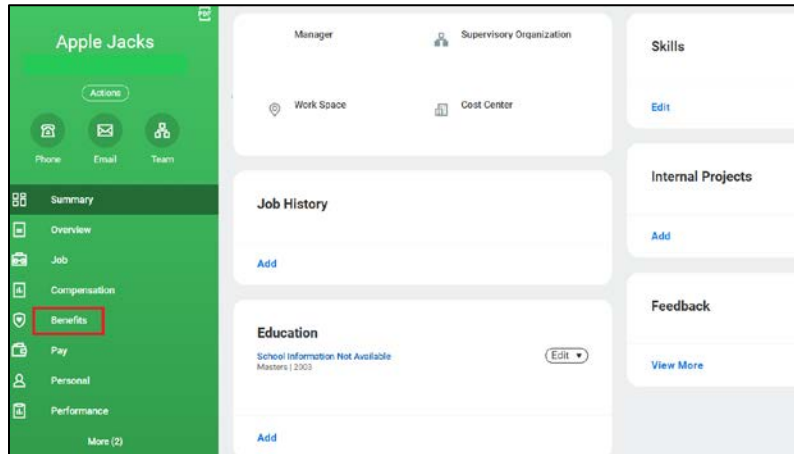 PDF
Apple Jacks
Actions
Phone
Email
Team
Summary
Overview
Job
Compensation
Benefits
Pay
Personal
Performance
More (2)
Manager
Supervisory Organization
Work Space
Cost Center
Job History
Add
Education
School Information Not Available
Edit
Masters | 2003
Add
Skills
Edit
Internal Projects
Add
Feedback
View More